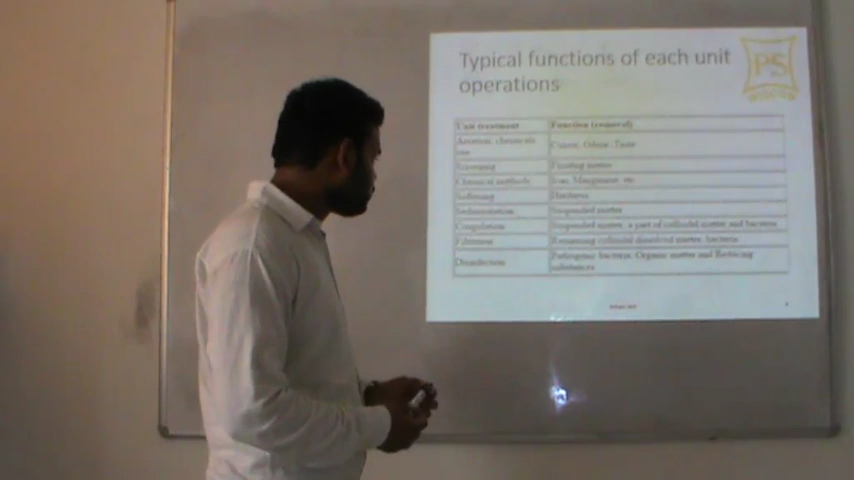 Typical functions of each unit
operations
PS
Unit treatment Function (removal)
Aeration, chemicals
use
Colour, Odour, Taste
Screening Floating matter
Chemical methods Iron, Manganese, etc
Softening Hardness
Sedimentation Suspended matter
Coagulation Suspended matter, a part of colloidal matter and bacteria
Filtration Remaining colloidal dissolved matter, bacteria
Disinfection Pathogenic bacteria, Organic matter and Reducing
substances